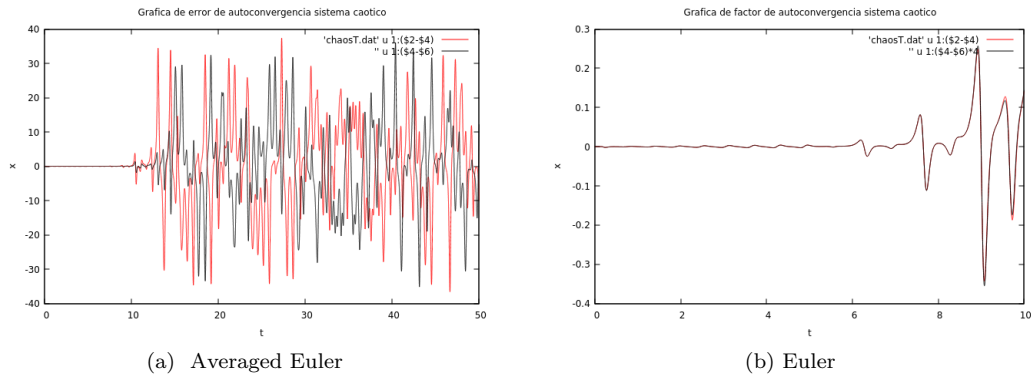 Grafica de error de autoconvergencia sistema caotico
'chaosT.dat' u 1:($2-$4)
'' u 1:($4-$6)
40
30
20
10
0
-10
-20
-30
-40
x
0 10 20 30 40 50
t
(a) Averaged Euler
Grafica de factor de autoconvergencia sistema caotico
'chaosT.dat' u 1:($2-$4)
'' u 1:($4-$6)*4
0.3
0.2
0.1
0
-0.1
-0.2
-0.3
-0.4
x
0 2 4 6 8 10
t
(b) Euler